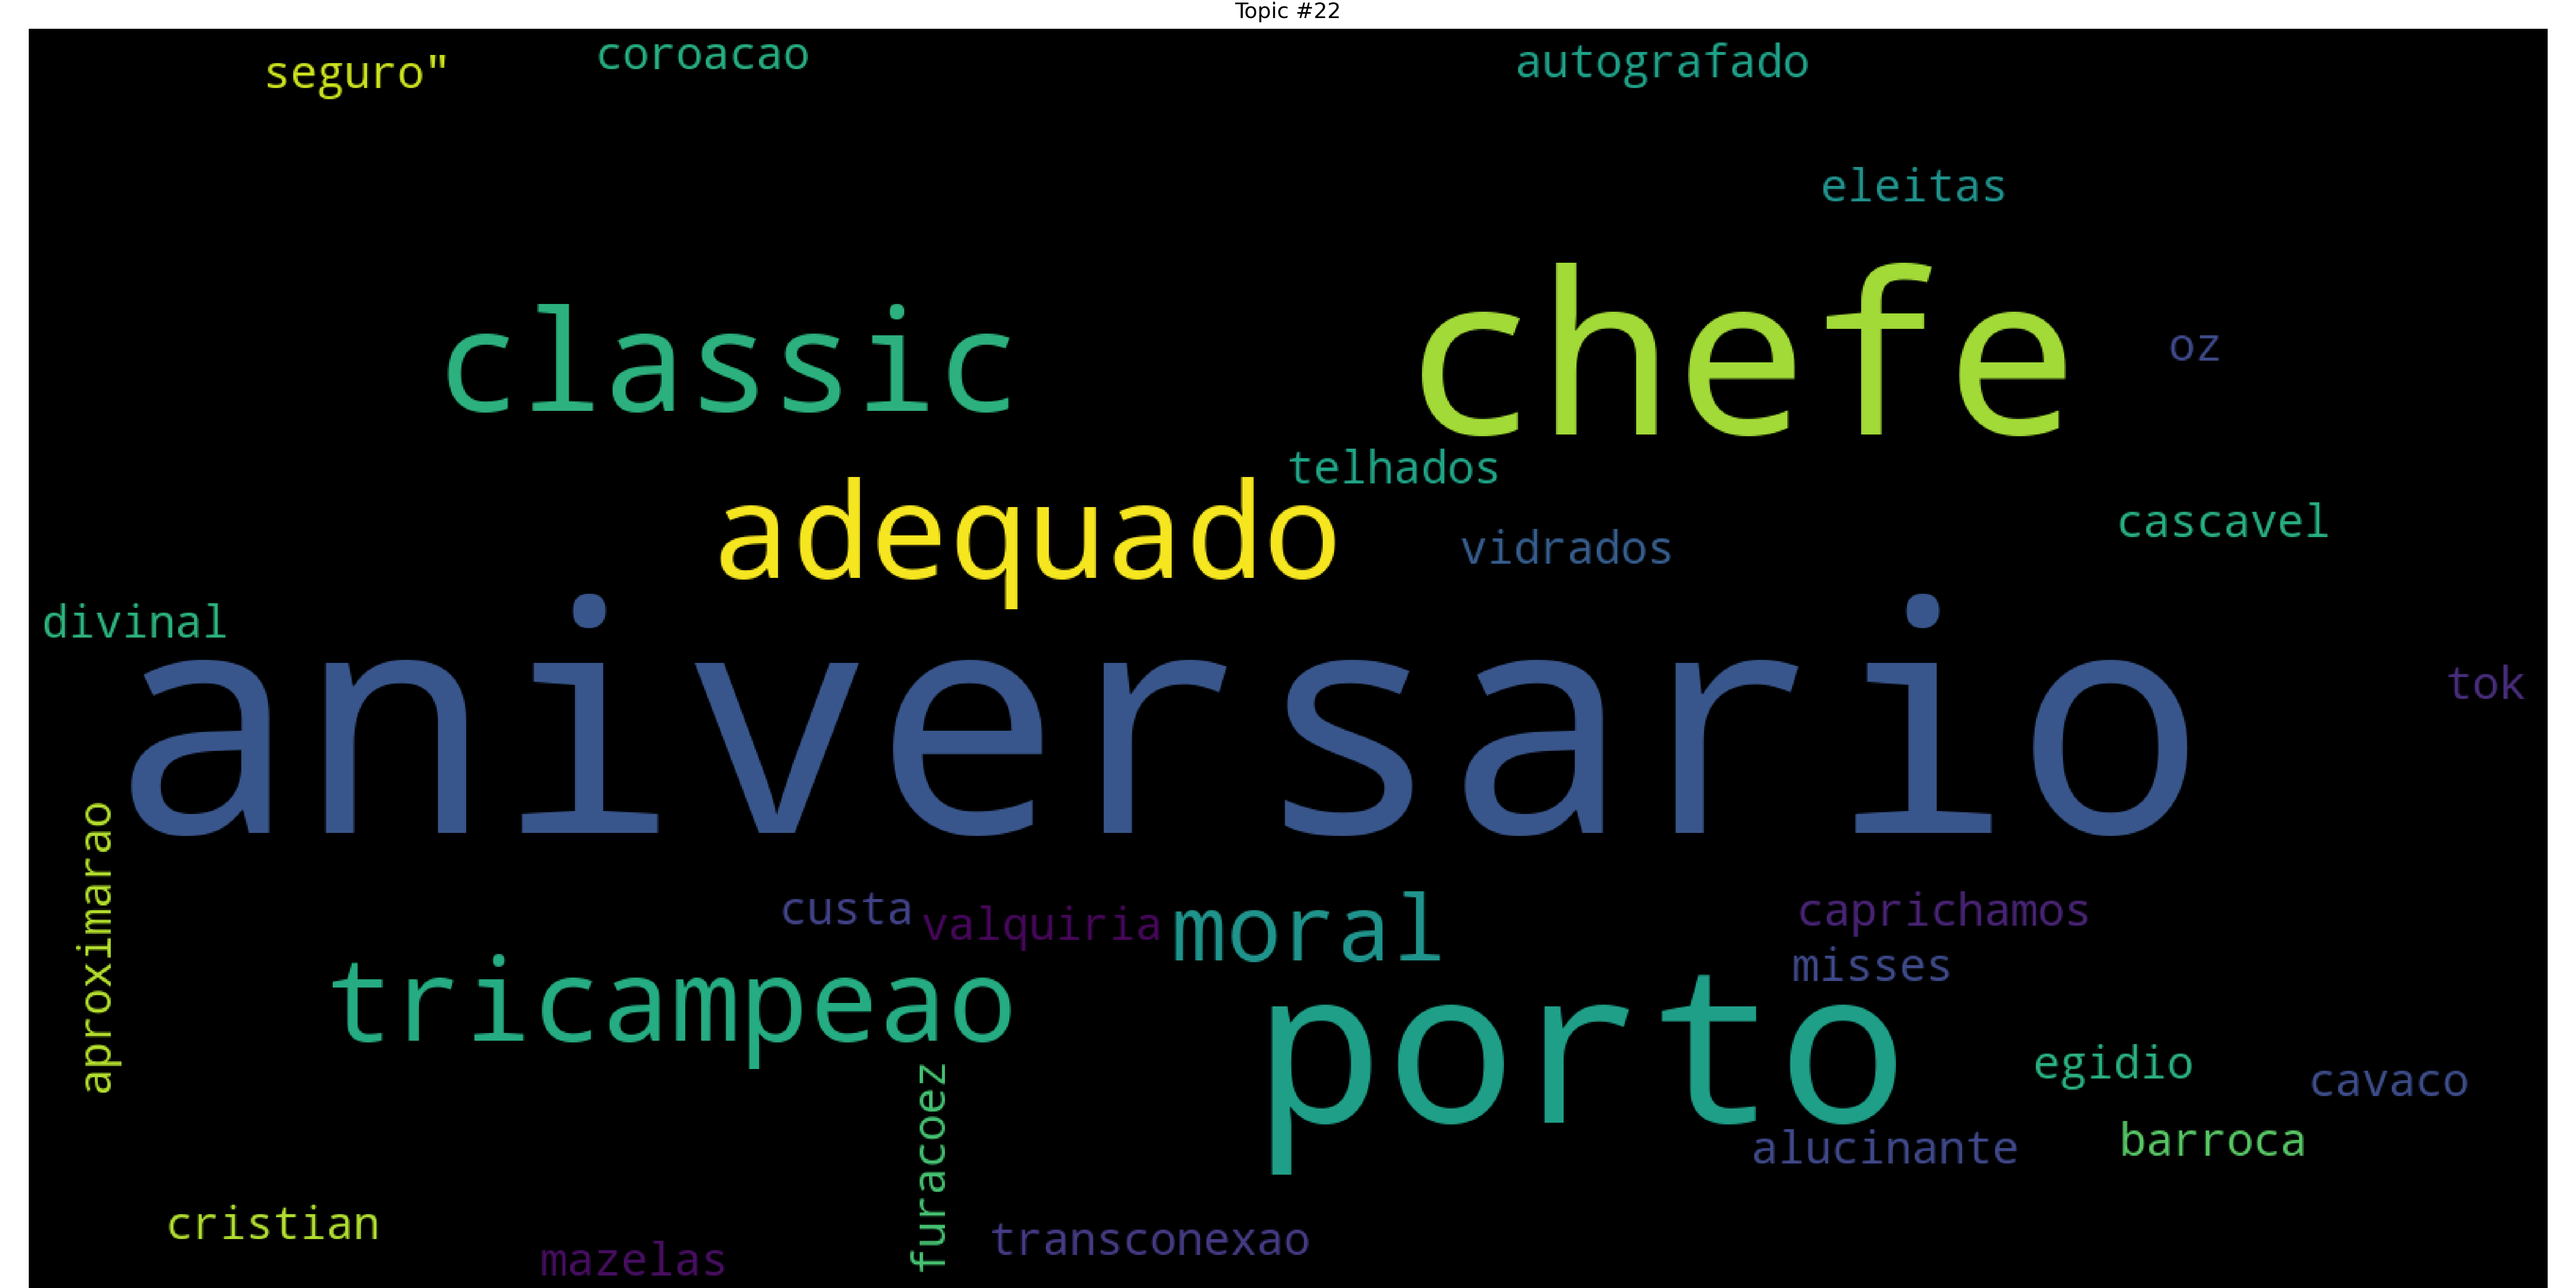 Topic #22
seguro"
coroacao
autografado
eleitas
classic
chefe
oz
telhados
adequado
vidrados
cascavel
divinal
aniversario
tok
aproximarao
custa
valquiria
moral
caprichamos
misses
tricampeao
porto
egidio
cavaco
furacoez
alucinante
barroca
cristian
mazelas
transconexao